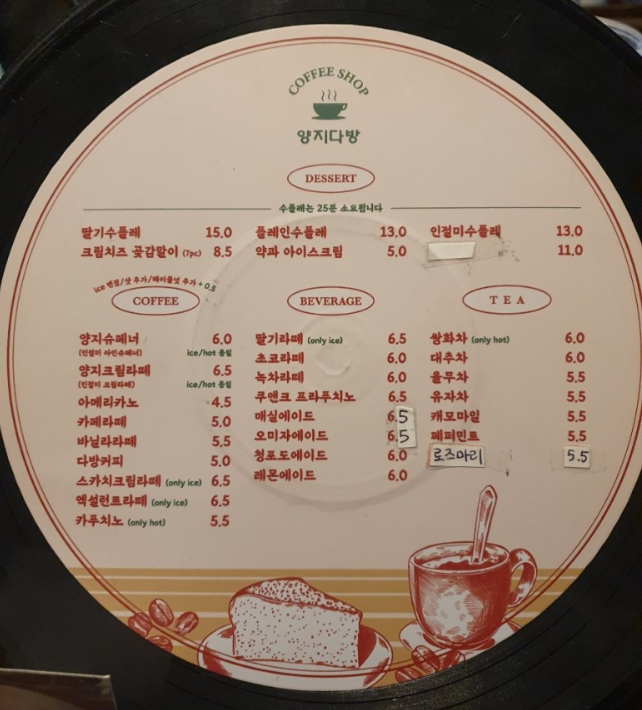 COFFEE SHOP
양지다방
DESSERT
수플레는 25분 소요됩니다
딸기수플레 15.0
크림치즈 곶감말이 (7pc) 8.5
플레인수플레 13.0
약과 아이스크림 5.0
인절미수플레 13.0
11.0
ice 변경/샷 추가/헤이즐넛 추가 + 0.5
COFFEE
양지슈페너 6.0
(인절미 아인슈페너) ice/hot 동일
양지크림라떼 6.5
(인절미 크림라떼) ice/hot 동일
아메리카노 4.5
카페라떼 5.0
바닐라라떼 5.5
다방커피 5.0
스카치크림라떼 (only ice) 6.5
엑설런트라떼 (only ice) 6.5
카푸치노 (only hot) 5.5
BEVERAGE
딸기라떼 (only ice) 6.5
초코라떼 6.0
녹차라떼 6.0
쿠앤크 프라푸치노 6.5
매실에이드 6.5
오미자에이드 6.5
청포도에이드 6.0
레몬에이드 6.0
TEA
쌍화차 (only hot) 6.0
대추차 6.0
율무차 5.5
유자차 5.5
캐모마일 5.5
페퍼민트 5.5
로즈마리 5.5